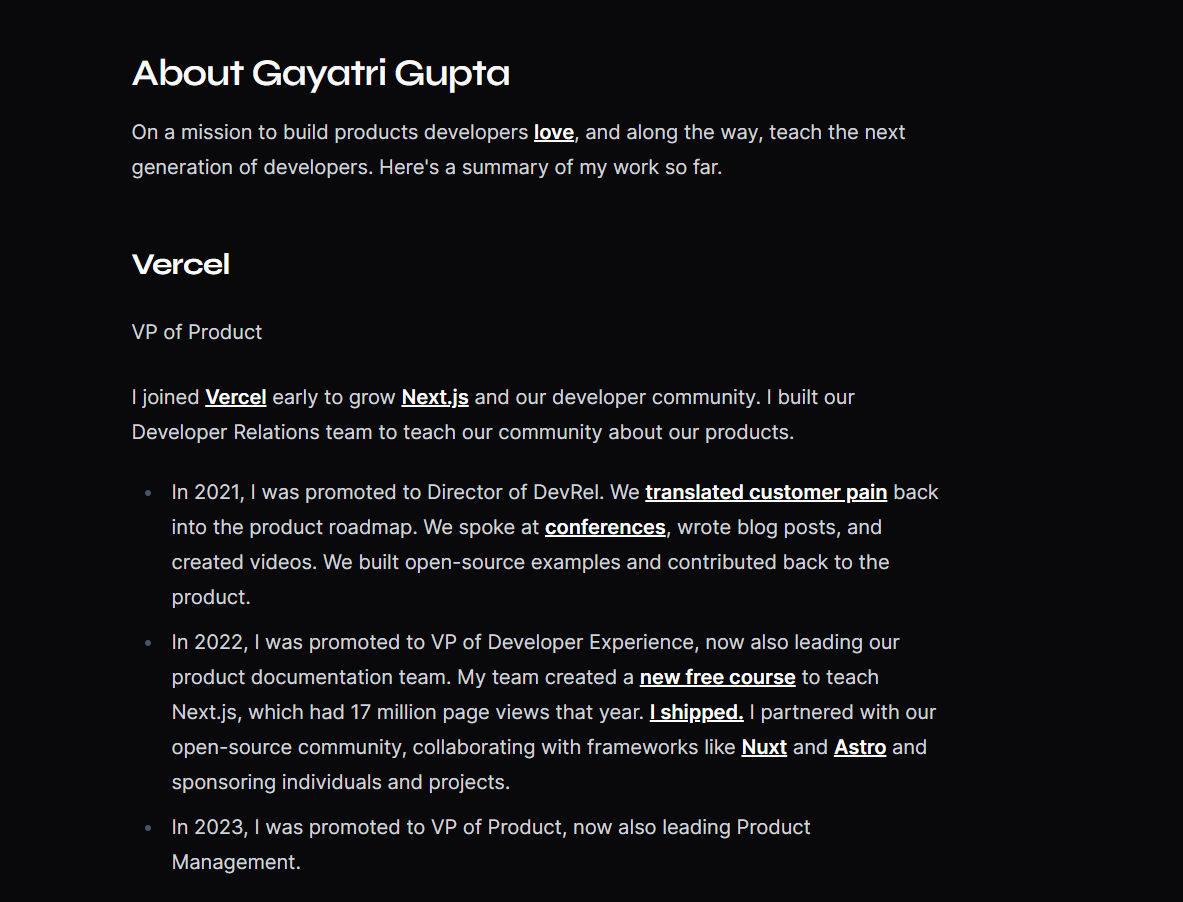 About Gayatri Gupta
On a mission to build products developers love, and along the way, teach the next
generation of developers. Here's a summary of my work so far.
Vercel
VP of Product
I joined Vercel early to grow Next.js and our developer community. I built our
Developer Relations team to teach our community about our products.
In 2021, I was promoted to Director of DevRel. We translated customer pain back
into the product roadmap. We spoke at conferences, wrote blog posts, and
created videos. We built open-source examples and contributed back to the
product.
In 2022, I was promoted to VP of Developer Experience, now also leading our
product documentation team. My team created a new free course to teach
Next.js, which had 17 million page views that year. I shipped. I partnered with our
open-source community, collaborating with frameworks like Nuxt and Astro and
sponsoring individuals and projects.
In 2023, I was promoted to VP of Product, now also leading Product
Management.